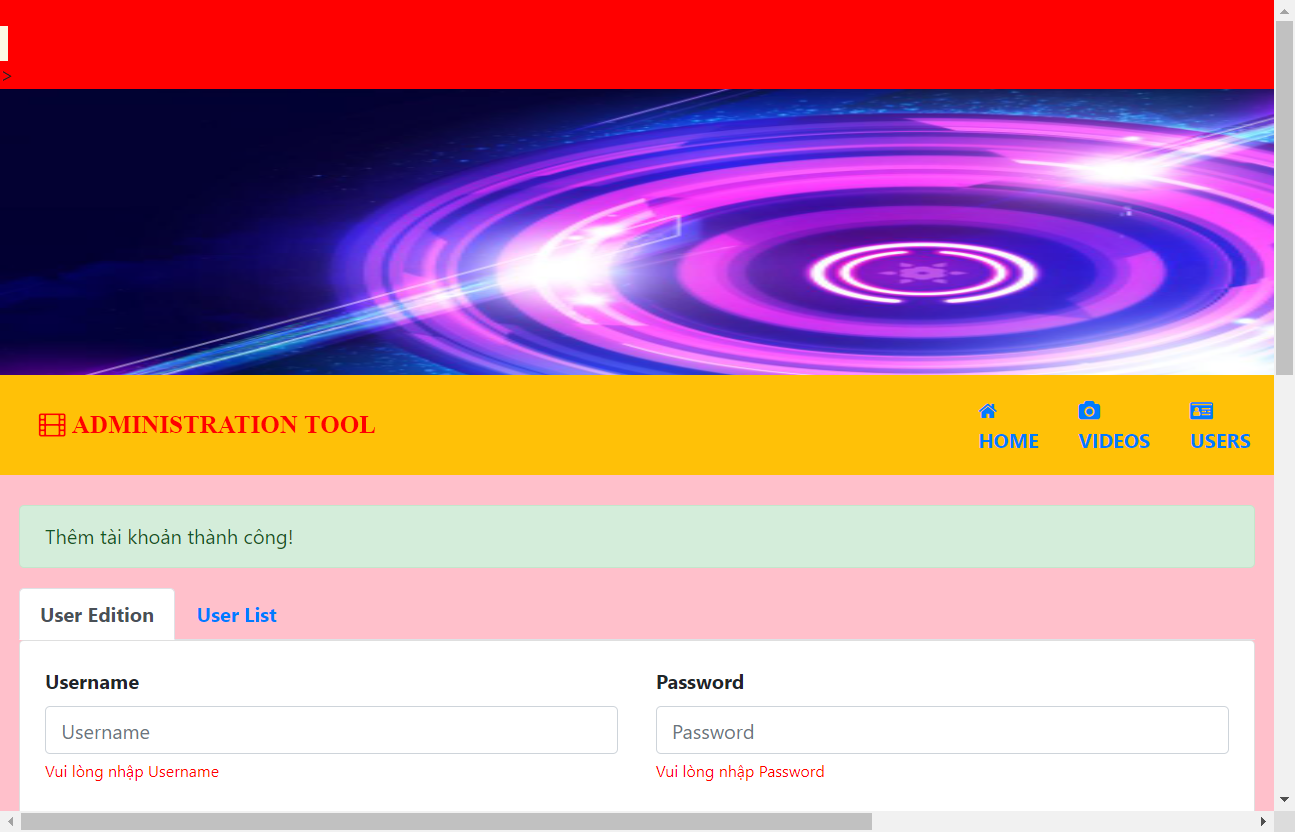 >
ADMINISTRATION TOOL
HOME
VIDEOS
USERS
Thêm tài khoản thành công!
User Edition
User List
Username
Password
Username
Password
Vui lòng nhập Username
Vui lòng nhập Password